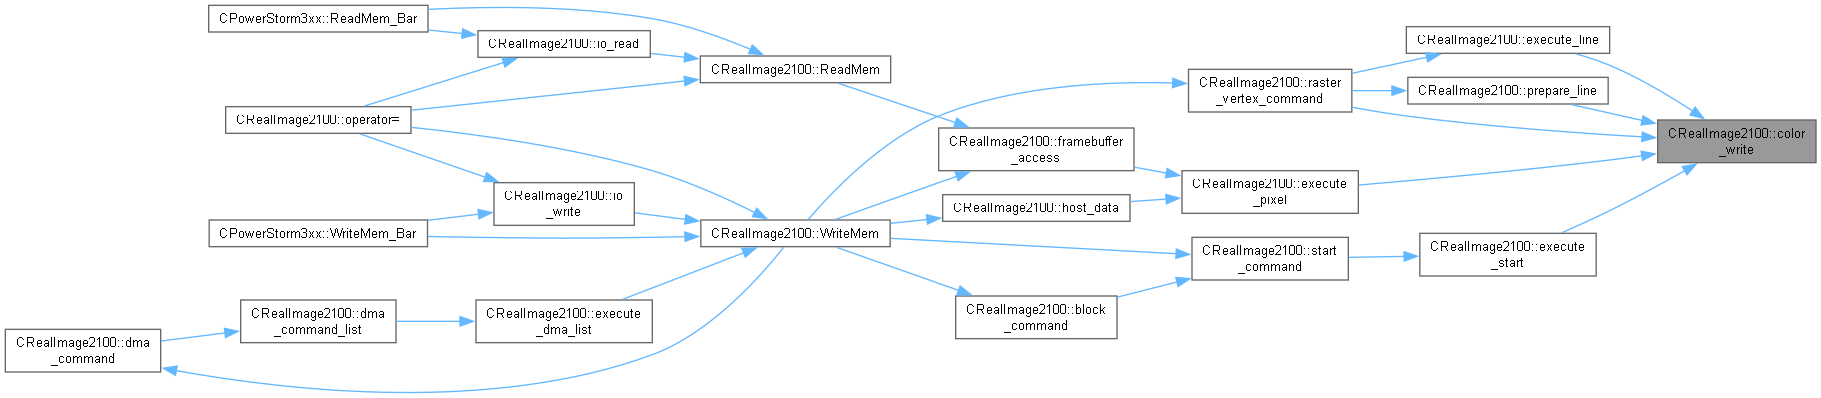 CPowerStorm3xx::ReadMem_Bar
CRealImage2100::io_read
CRealImage2100::ReadMem
CRealImage2100::operator=
CRealImage2100::io
_write
CPowerStorm3xx::WriteMem_Bar
CRealImage2100::WriteMem
CRealImage2100::dma
_command_list
CRealImage2100::execute
_dma_list
CRealImage2100::dma
_command
CRealImage2100::framebuffer
_access
CRealImage2100::host_data
CRealImage2100::block
_command
CRealImage2100::raster
_vertex_command
CRealImage2100::execute
_pixel
CRealImage2100::start
_command
CRealImage2100::execute_line
CRealImage2100::prepare_line
CRealImage2100::execute
_start
CRealImage2100::color
_write